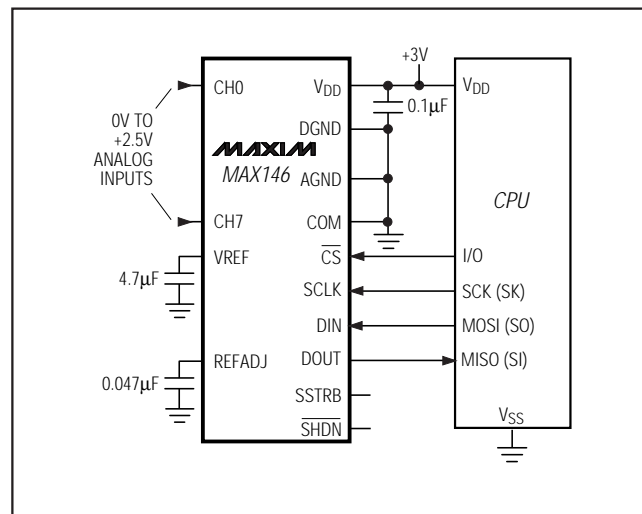 +3V
CH0
VDD
VDD
0.1µF
0V TO
+2.5V
ANALOG
INPUTS
DGND
MAXIM
MAX146
AGND
CPU
CH7
COM
VREF
CS
I/O
4.7µF
SCLK
SCK (SK)
DIN
MOSI (SO)
REFADJ
DOUT
MISO (SI)
0.047µF
SSTRB
SHDN
VSS